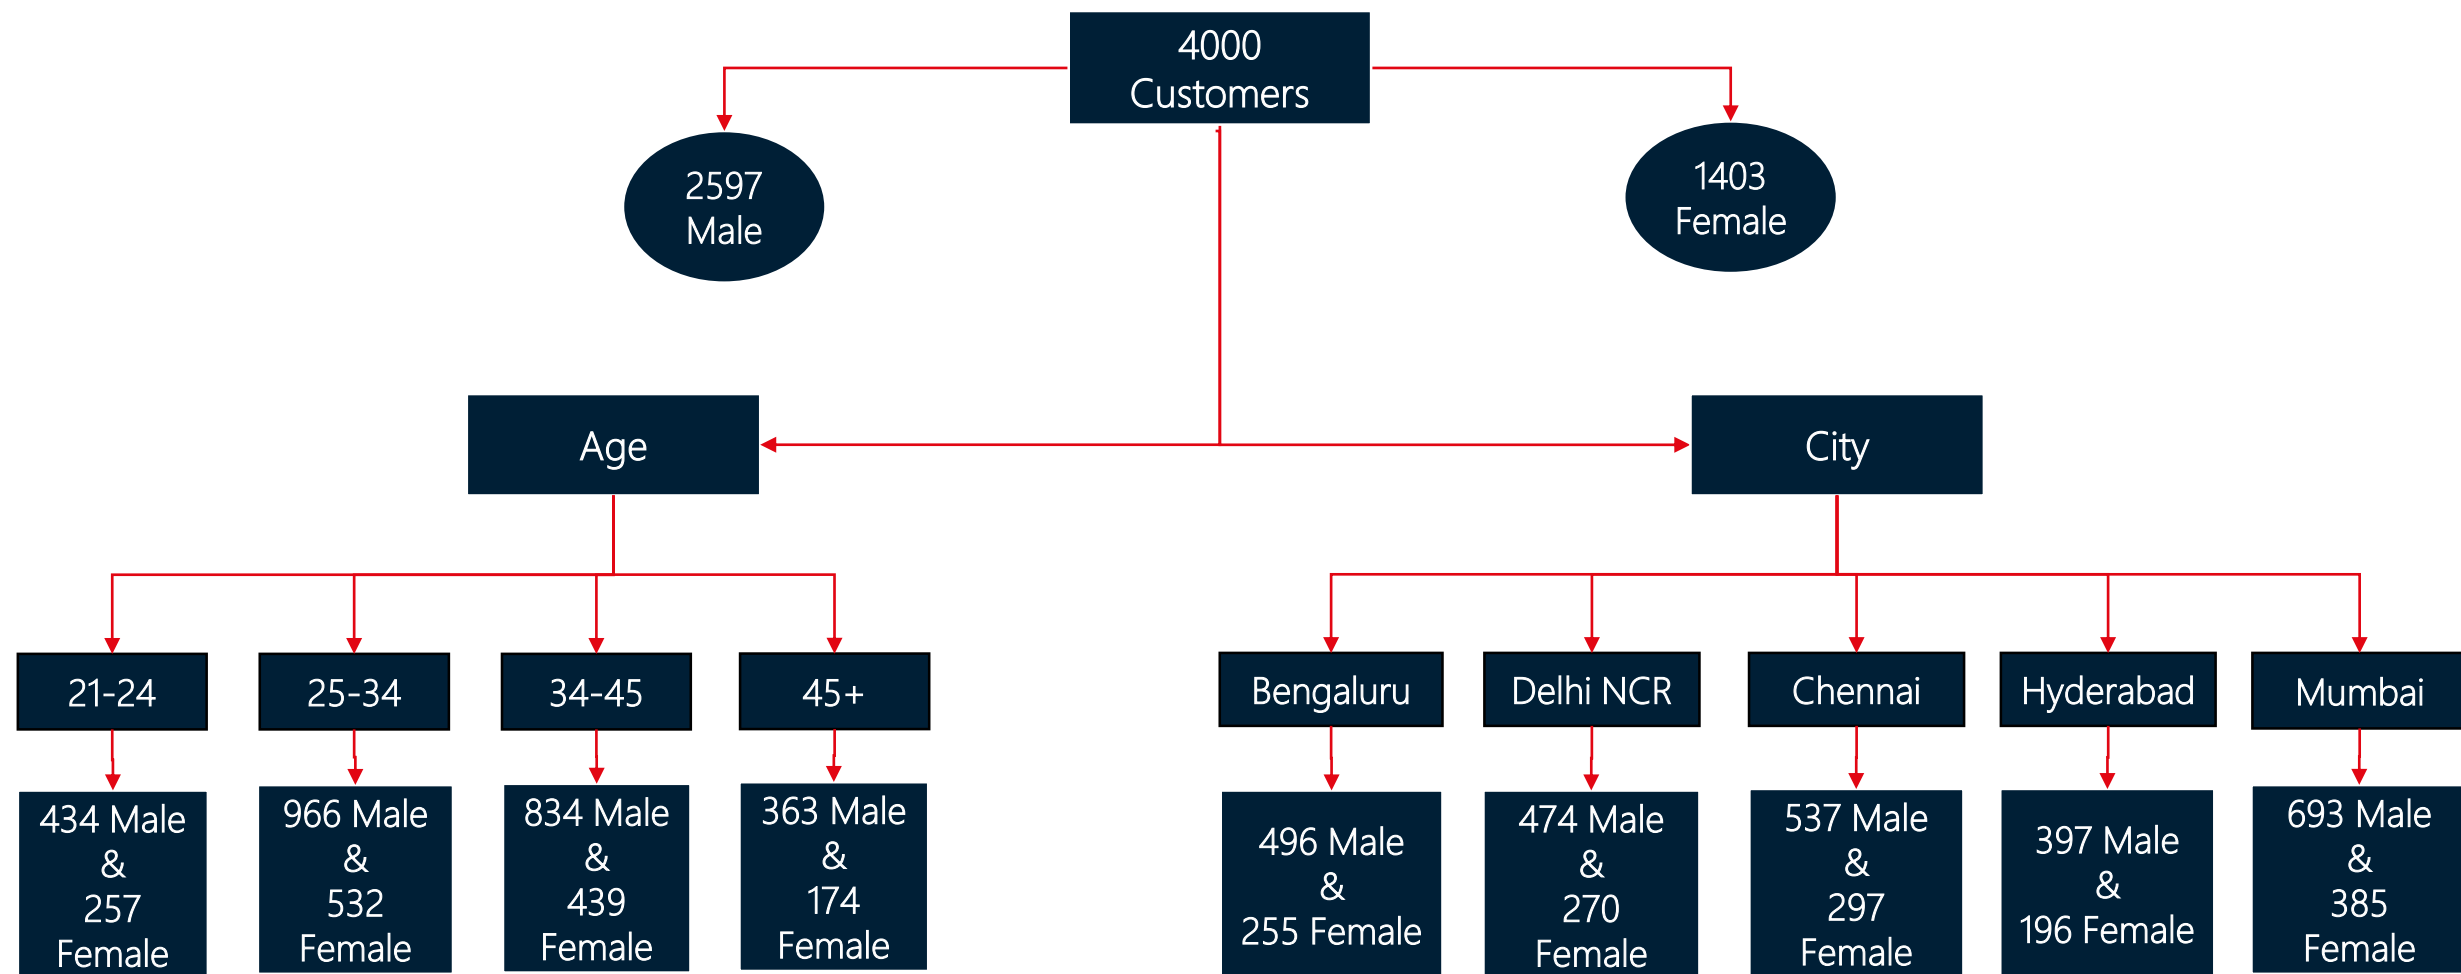 4000
Customers
2597
Male
1403
Female
Age
City
21-24
25-34
34-45
45+
Bengaluru
Delhi NCR
Chennai
Hyderabad
Mumbai
434 Male
&
257
Female
966 Male
&
532
Female
834 Male
&
439
Female
363 Male
&
174
Female
496 Male
&
255 Female
474 Male
&
270
Female
537 Male
&
297
Female
397 Male
&
196 Female
693 Male
&
385
Female